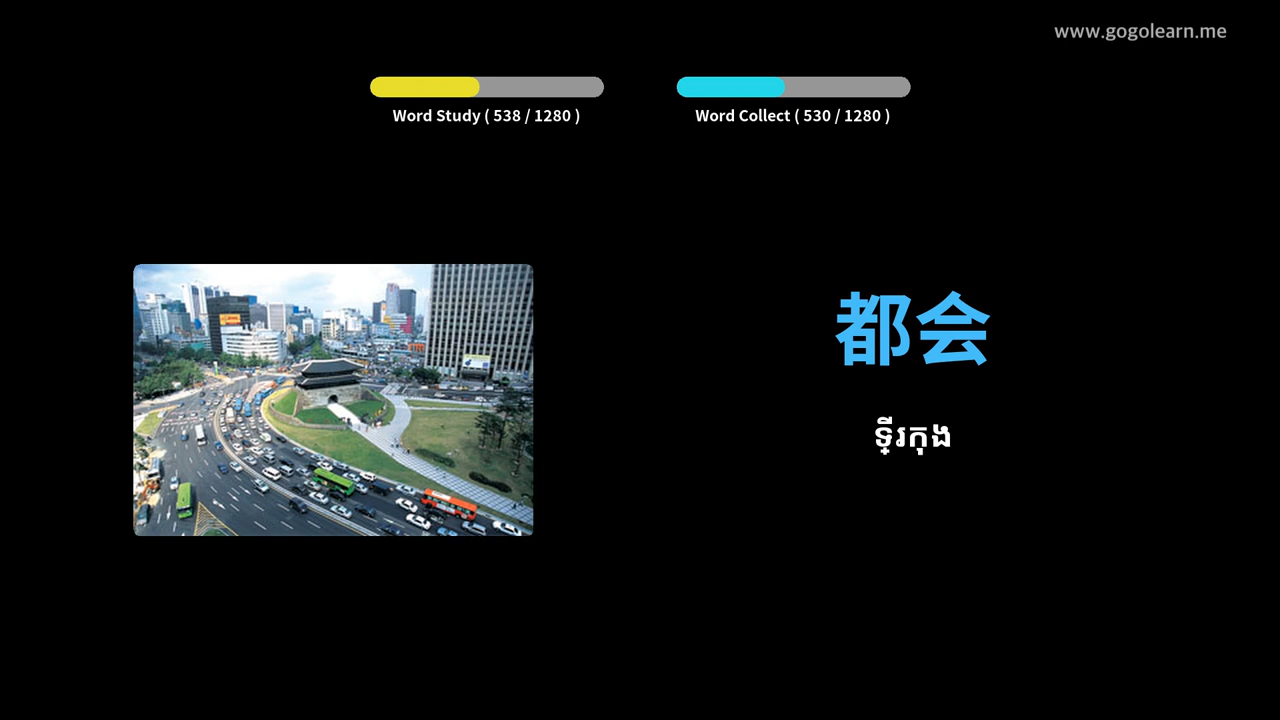 www.gogolearn.me
Word Study ( 538 / 1280 )
Word Collect ( 530 / 1280 )
都会
ទីរកុង